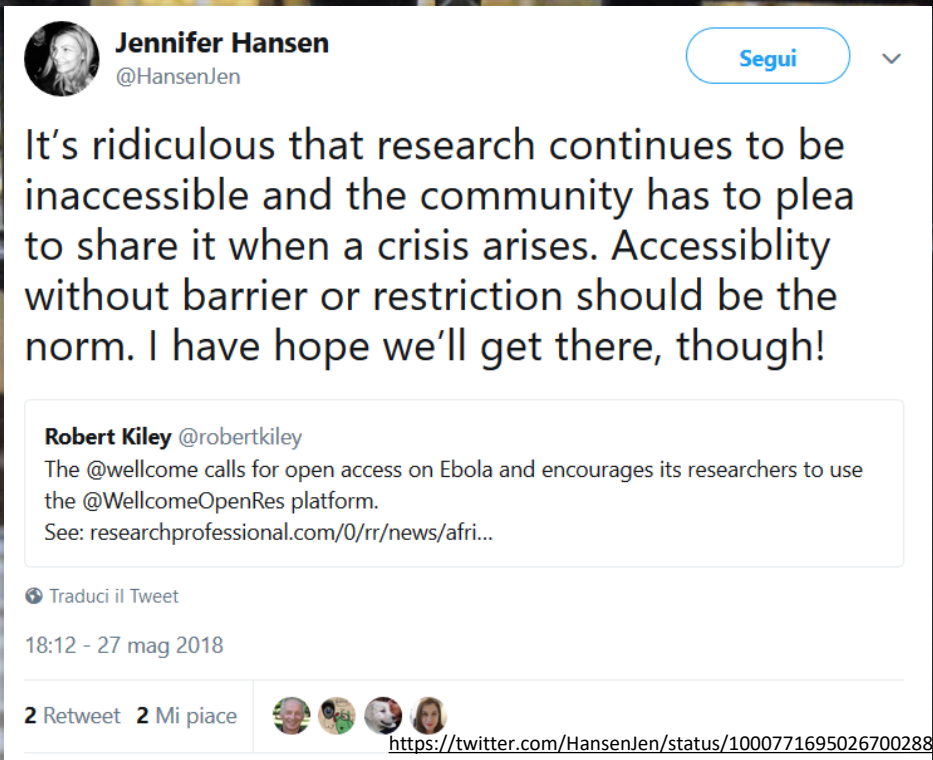 Jennifer Hansen
@HansenJen
Segui
It's ridiculous that research continues to be
inaccessible and the community has to plea
to share it when a crisis arises. Accessiblity
without barrier or restriction should be the
norm. I have hope we'll get there, though!
Robert Kiley @robertkiley
The @wellcome calls for open access on Ebola and encourages its researchers to use
the @WellcomeOpenRes platform.
See: researchprofessional.com/0/rr/news/afri...
Traduci il Tweet
18:12 - 27 mag 2018
2 Retweet 2 Mi piace
https://twitter.com/HansenJen/status/1000771695026700288